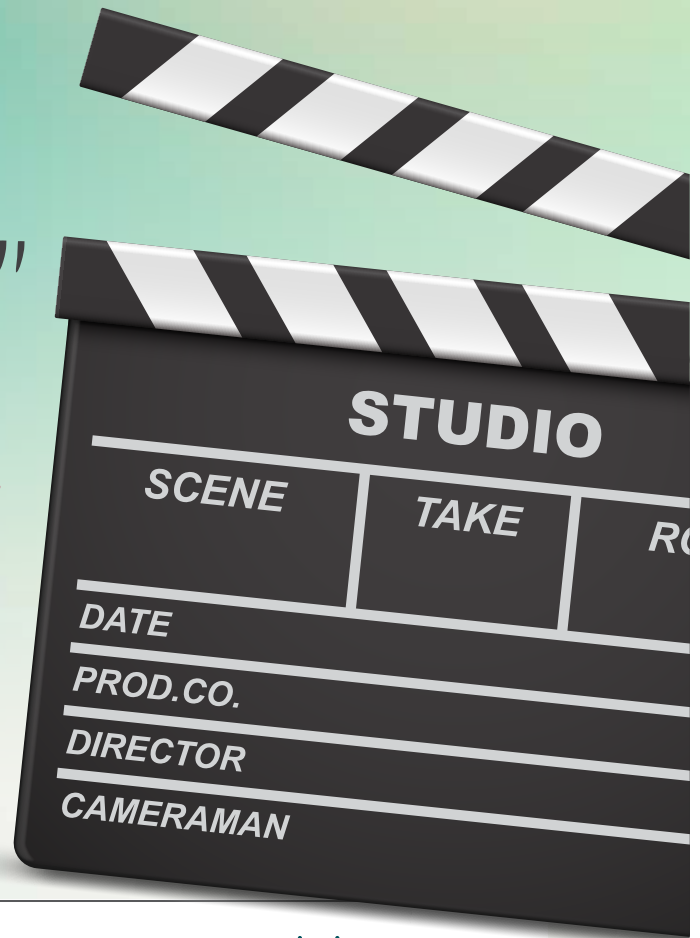 ”
STUDIO
SCENE TAKE
DATE
PROD.CO.
DIRECTOR
CAMERAMAN